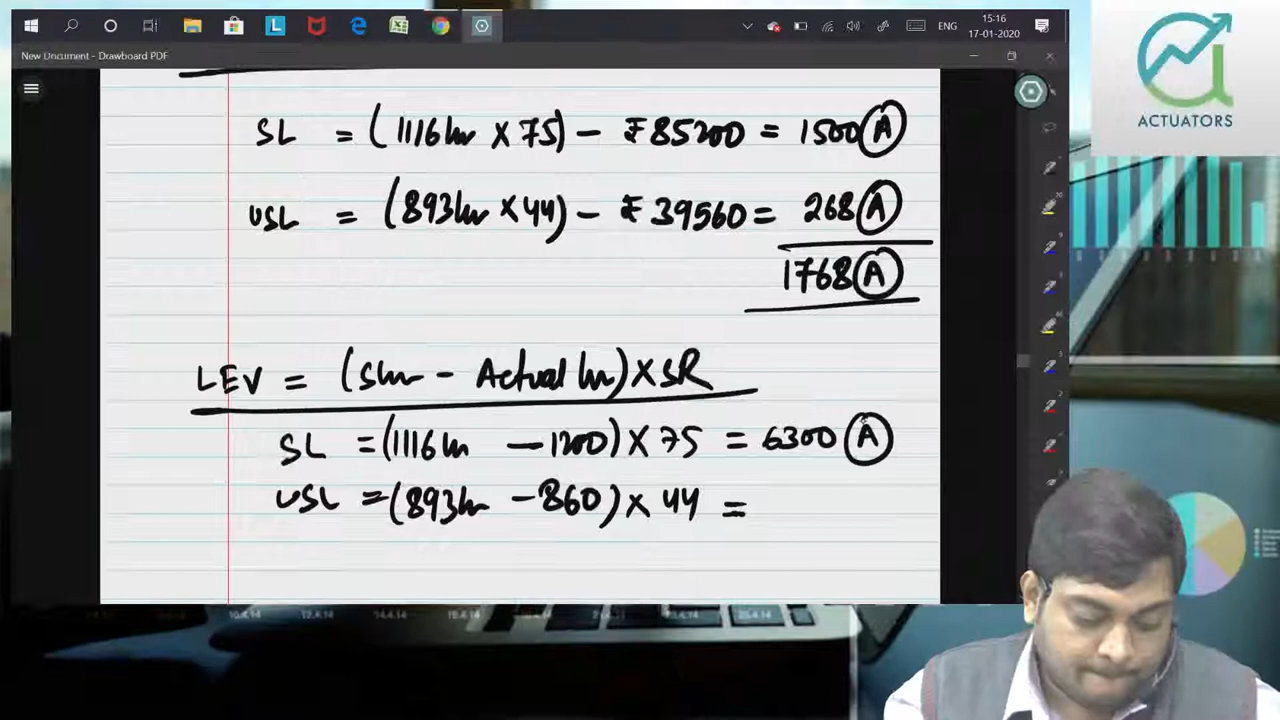 15:16
ENG
17-01-2020
New Document - Drawboard PDF
ACTUATORS
SL = (1116hr X 75) - ₹85200 = 1500 A
USL = (893hr X 44) - ₹39560 = 268 A
1768 A
LEV = (Shr - Actual hr) X SR
SL = (1116hr - 1200) X 75 = 6300 A
USL = (893hr - 860) X 44 =